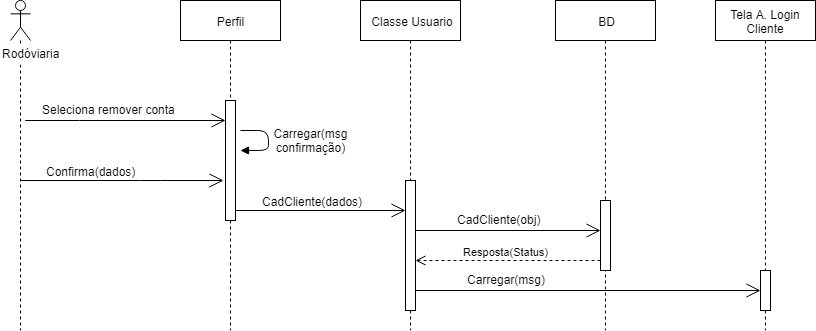 Rodoviaria
Perfil
Classe Usuario
BD
Tela A. Login
Cliente
Seleciona remover conta
Carregar(msg
confirmação)
Confirma(dados)
CadCliente(dados)
CadCliente(obj)
Resposta(Status)
Carregar(msg)